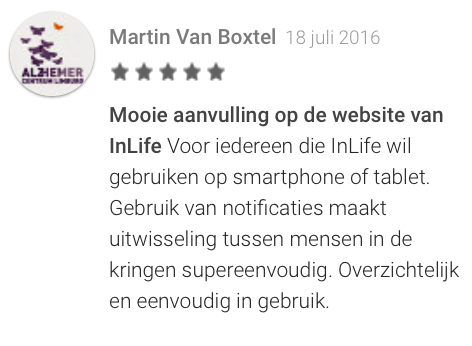 ALZHEIMER
CENTRUM LIMBURG
Martin Van Boxtel 18 juli 2016
Mooie aanvulling op de website van
InLife Voor iedereen die InLife wil
gebruiken op smartphone of tablet.
Gebruik van notificaties maakt
uitwisseling tussen mensen in de
kringen supereenvoudig. Overzichtelijk
en eenvoudig in gebruik.